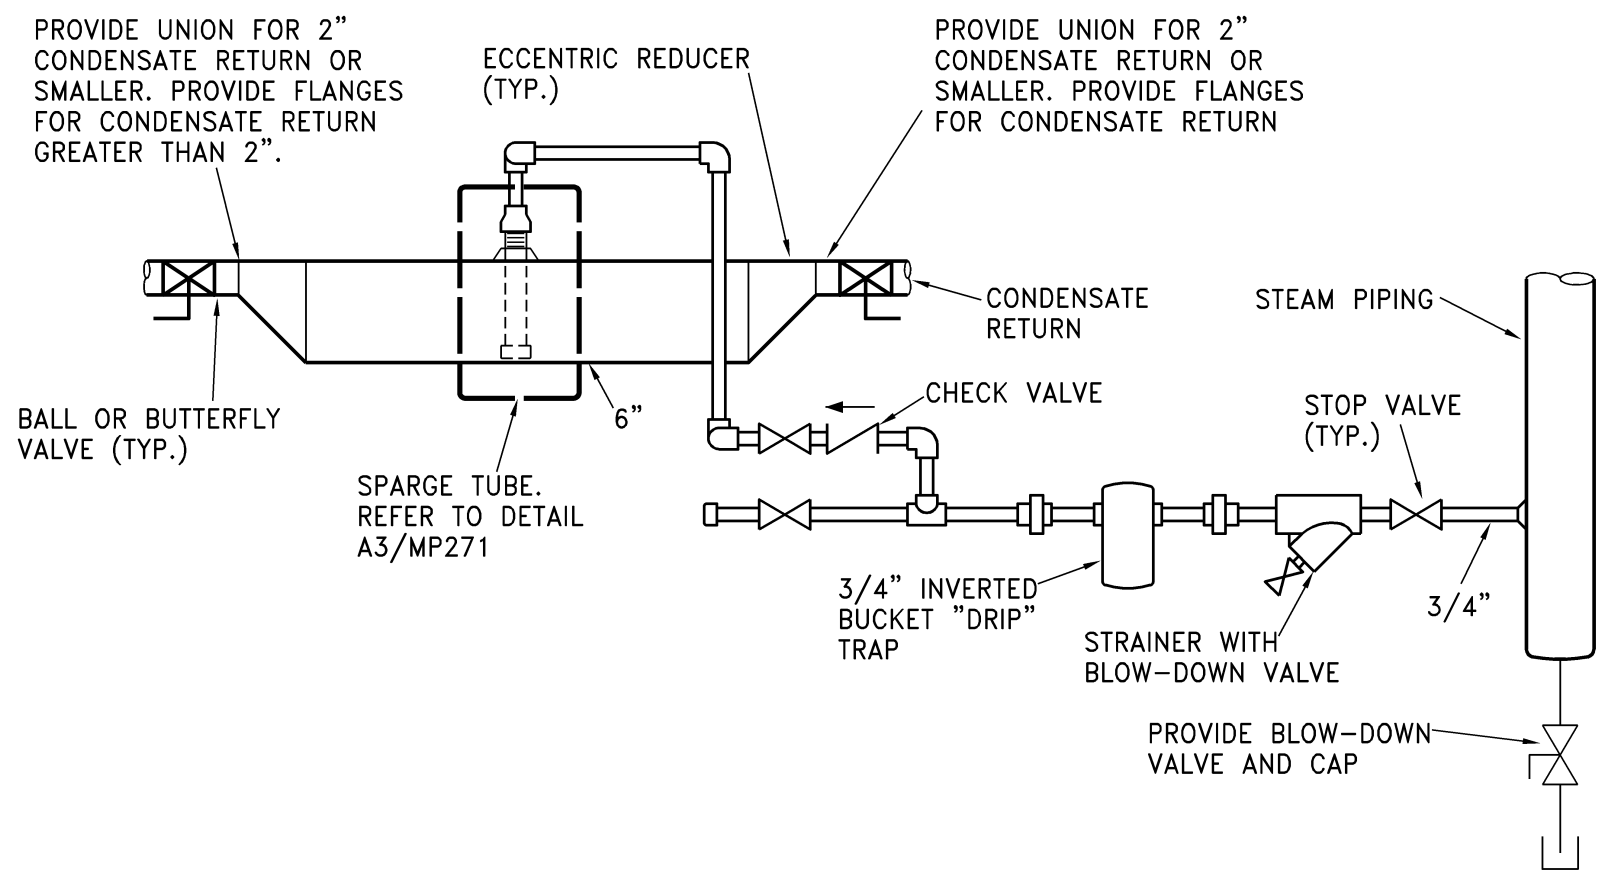 PROVIDE UNION FOR 2”
CONDENSATE RETURN OR
SMALLER. PROVIDE FLANGES
FOR CONDENSATE RETURN
GREATER THAN 2”.
ECCENTRIC REDUCER
(TYP.)
PROVIDE UNION FOR 2”
CONDENSATE RETURN OR
SMALLER. PROVIDE FLANGES
FOR CONDENSATE RETURN
CONDENSATE
RETURN
STEAM PIPING
BALL OR BUTTERFLY
VALVE (TYP.)
6”
CHECK VALVE
STOP VALVE
(TYP.)
SPARGE TUBE.
REFER TO DETAIL
A3/MP271
3/4” INVERTED
BUCKET ”DRIP”
TRAP
3/4”
STRAINER WITH
BLOW-DOWN VALVE
PROVIDE BLOW-DOWN
VALVE AND CAP